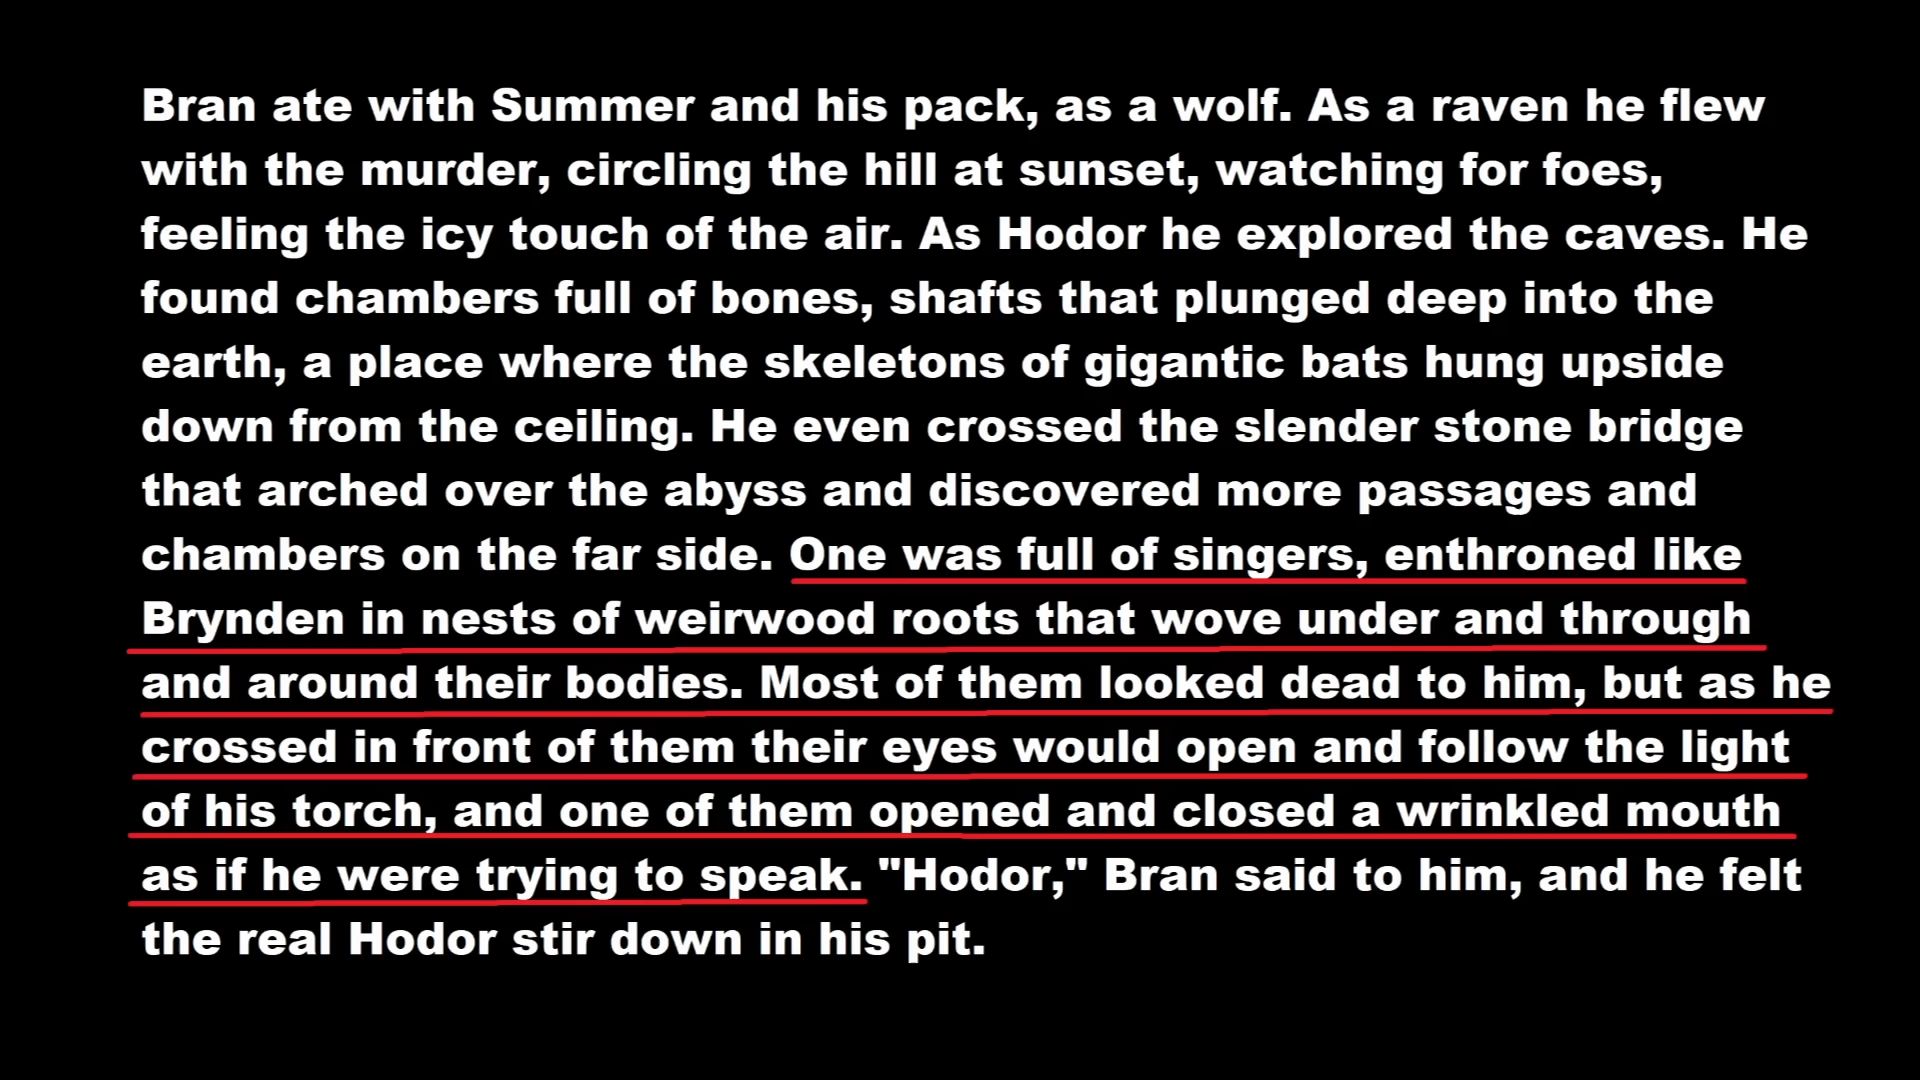 Bran ate with Summer and his pack, as a wolf. As a raven he flew
with the murder, circling the hill at sunset, watching for foes,
feeling the icy touch of the air. As Hodor he explored the caves. He
found chambers full of bones, shafts that plunged deep into the
earth, a place where the skeletons of gigantic bats hung upside
down from the ceiling. He even crossed the slender stone bridge
that arched over the abyss and discovered more passages and
chambers on the far side. One was full of singers, enthroned like
Brynden in nests of weirwood roots that wove under and through
and around their bodies. Most of them looked dead to him, but as he
crossed in front of them their eyes would open and follow the light
of his torch, and one of them opened and closed a wrinkled mouth
as if he were trying to speak. "Hodor," Bran said to him, and he felt
the real Hodor stir down in his pit.